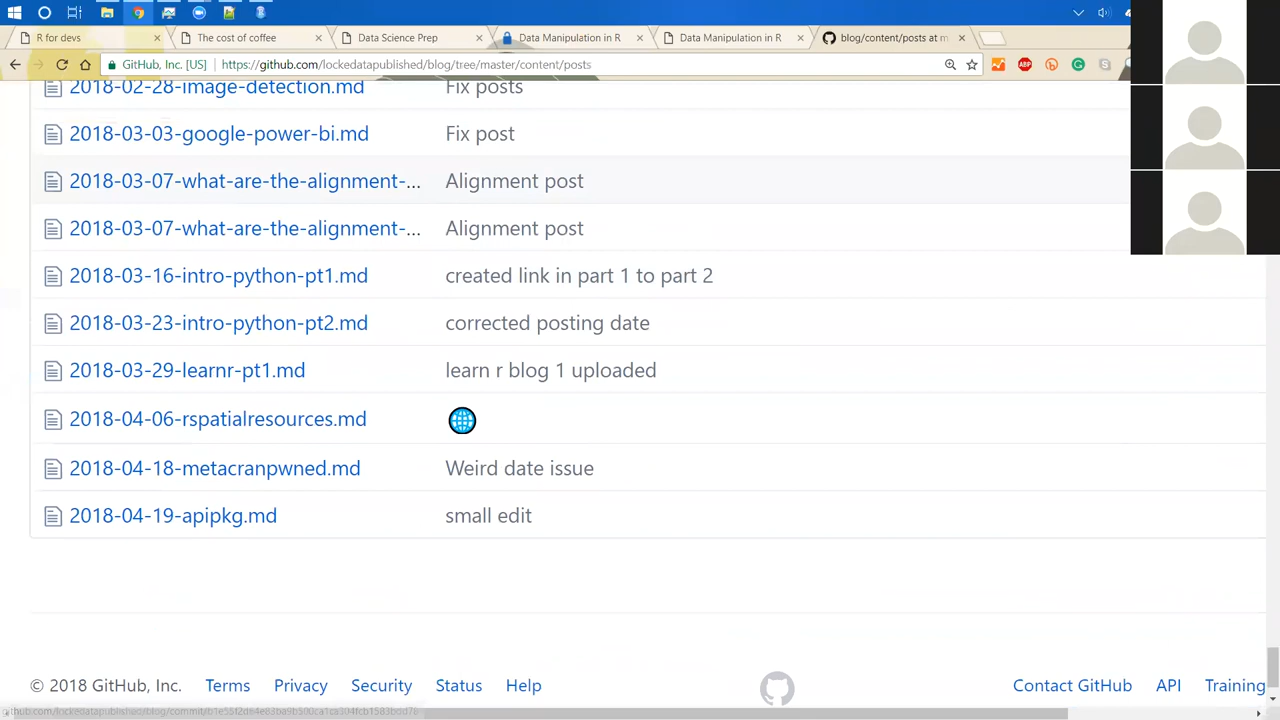 R for devs
The cost of coffee
Data Science Prep
Data Manipulation in R
Data Manipulation in R
blog/content/posts at m
GitHub, Inc. [US]
https://github.com/lockedatapublished/blog/tree/master/content/posts
ABP
2018-02-28-image-detection.md Fix posts
2018-03-03-google-power-bi.md Fix post
2018-03-07-what-are-the-alignment-... Alignment post
2018-03-07-what-are-the-alignment-... Alignment post
2018-03-16-intro-python-pt1.md created link in part 1 to part 2
2018-03-23-intro-python-pt2.md corrected posting date
2018-03-29-learnr-pt1.md learn r blog 1 uploaded
2018-04-06-rspatialresources.md
2018-04-18-metacranpwned.md Weird date issue
2018-04-19-apipkg.md small edit
© 2018 GitHub, Inc. Terms Privacy Security Status Help Contact GitHub API Training